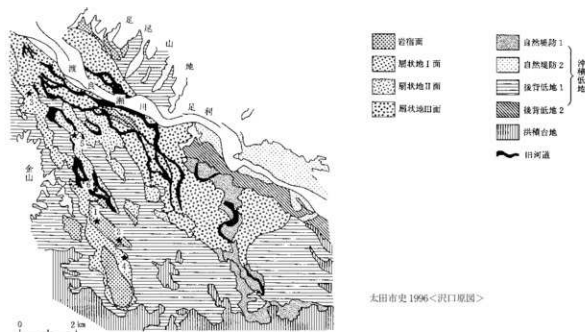 足尾山地
渡良瀬川
足利
金山
0 2km
岩宿面
扇状地Ⅰ面
扇状地Ⅱ面
扇状地Ⅲ面
自然堤防1
自然堤防2
後背低地1
後背低地2
洪積台地
旧河道
沖積低地
太田市史 1996<沢口原図>